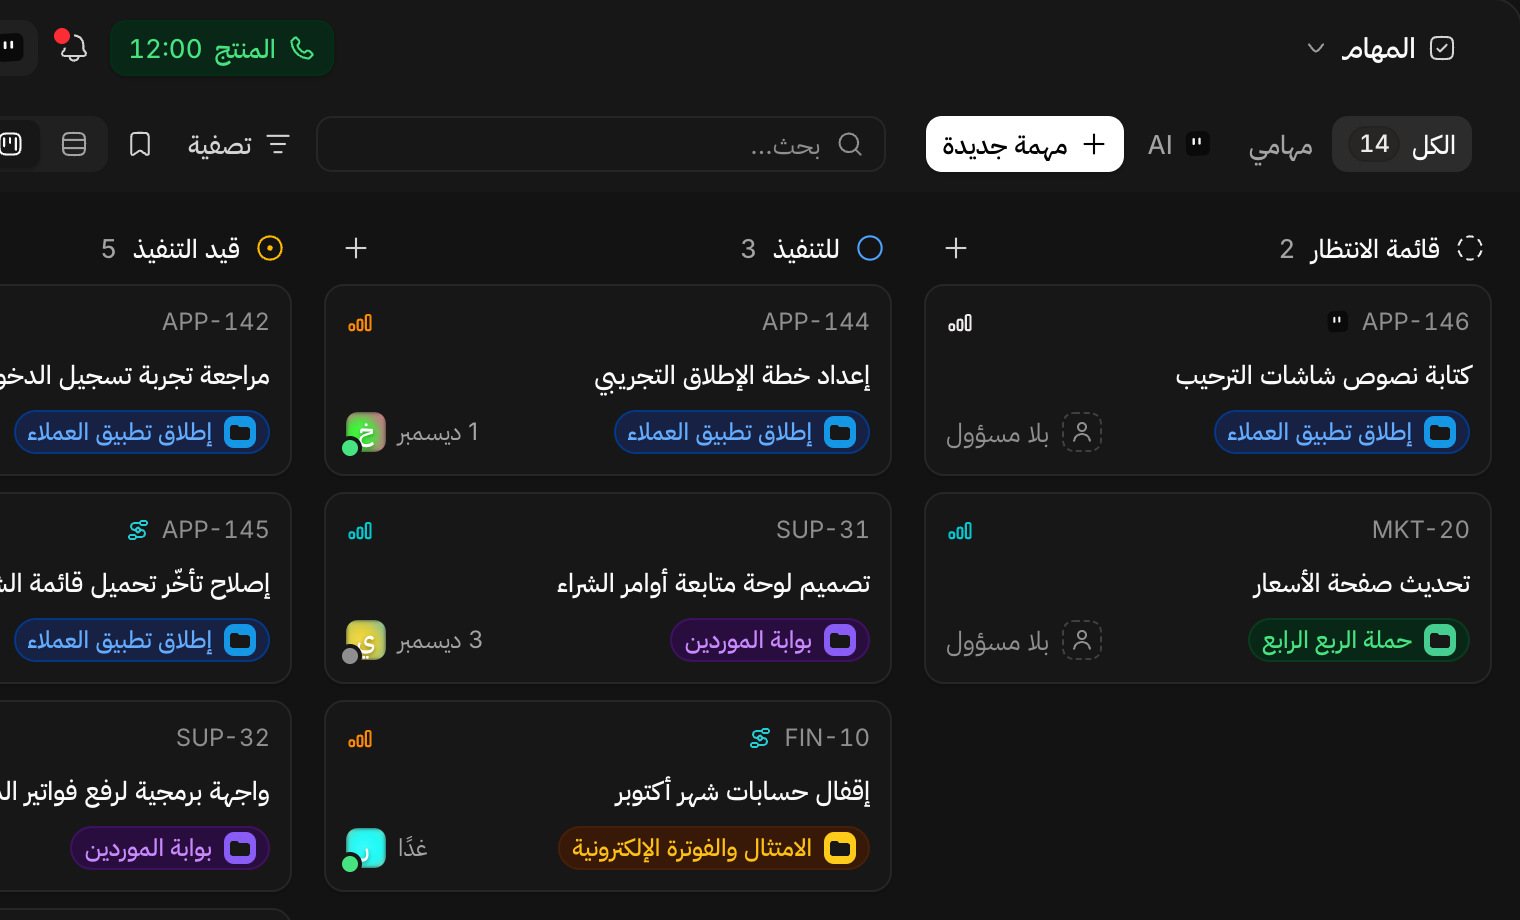 المهام
المنتج 12:00
الكل 14
مهامي
AI
مهمة جديدة
بحث...
تصفية
قائمة الانتظار 2
APP-146
كتابة نصوص شاشات الترحيب
إطلاق تطبيق العملاء
بلا مسؤول
MKT-20
تحديث صفحة الأسعار
حملة الربع الرابع
بلا مسؤول
للتنفيذ 3
APP-144
إعداد خطة الإطلاق التجريبي
إطلاق تطبيق العملاء
1 ديسمبر
خ
SUP-31
تصميم لوحة متابعة أوامر الشراء
بوابة الموردين
3 ديسمبر
ي
FIN-10
إقفال حسابات شهر أكتوبر
الامتثال والفوترة الإلكترونية
غدًا
ر
قيد التنفيذ 5
APP-142
مراجعة تجربة تسجيل
إطلاق تطبيق العملاء
APP-145
إصلاح تأخّر تحميل قائمة
إطلاق تطبيق العملاء
SUP-32
واجهة برمجية لرفع فواتير
بوابة الموردين